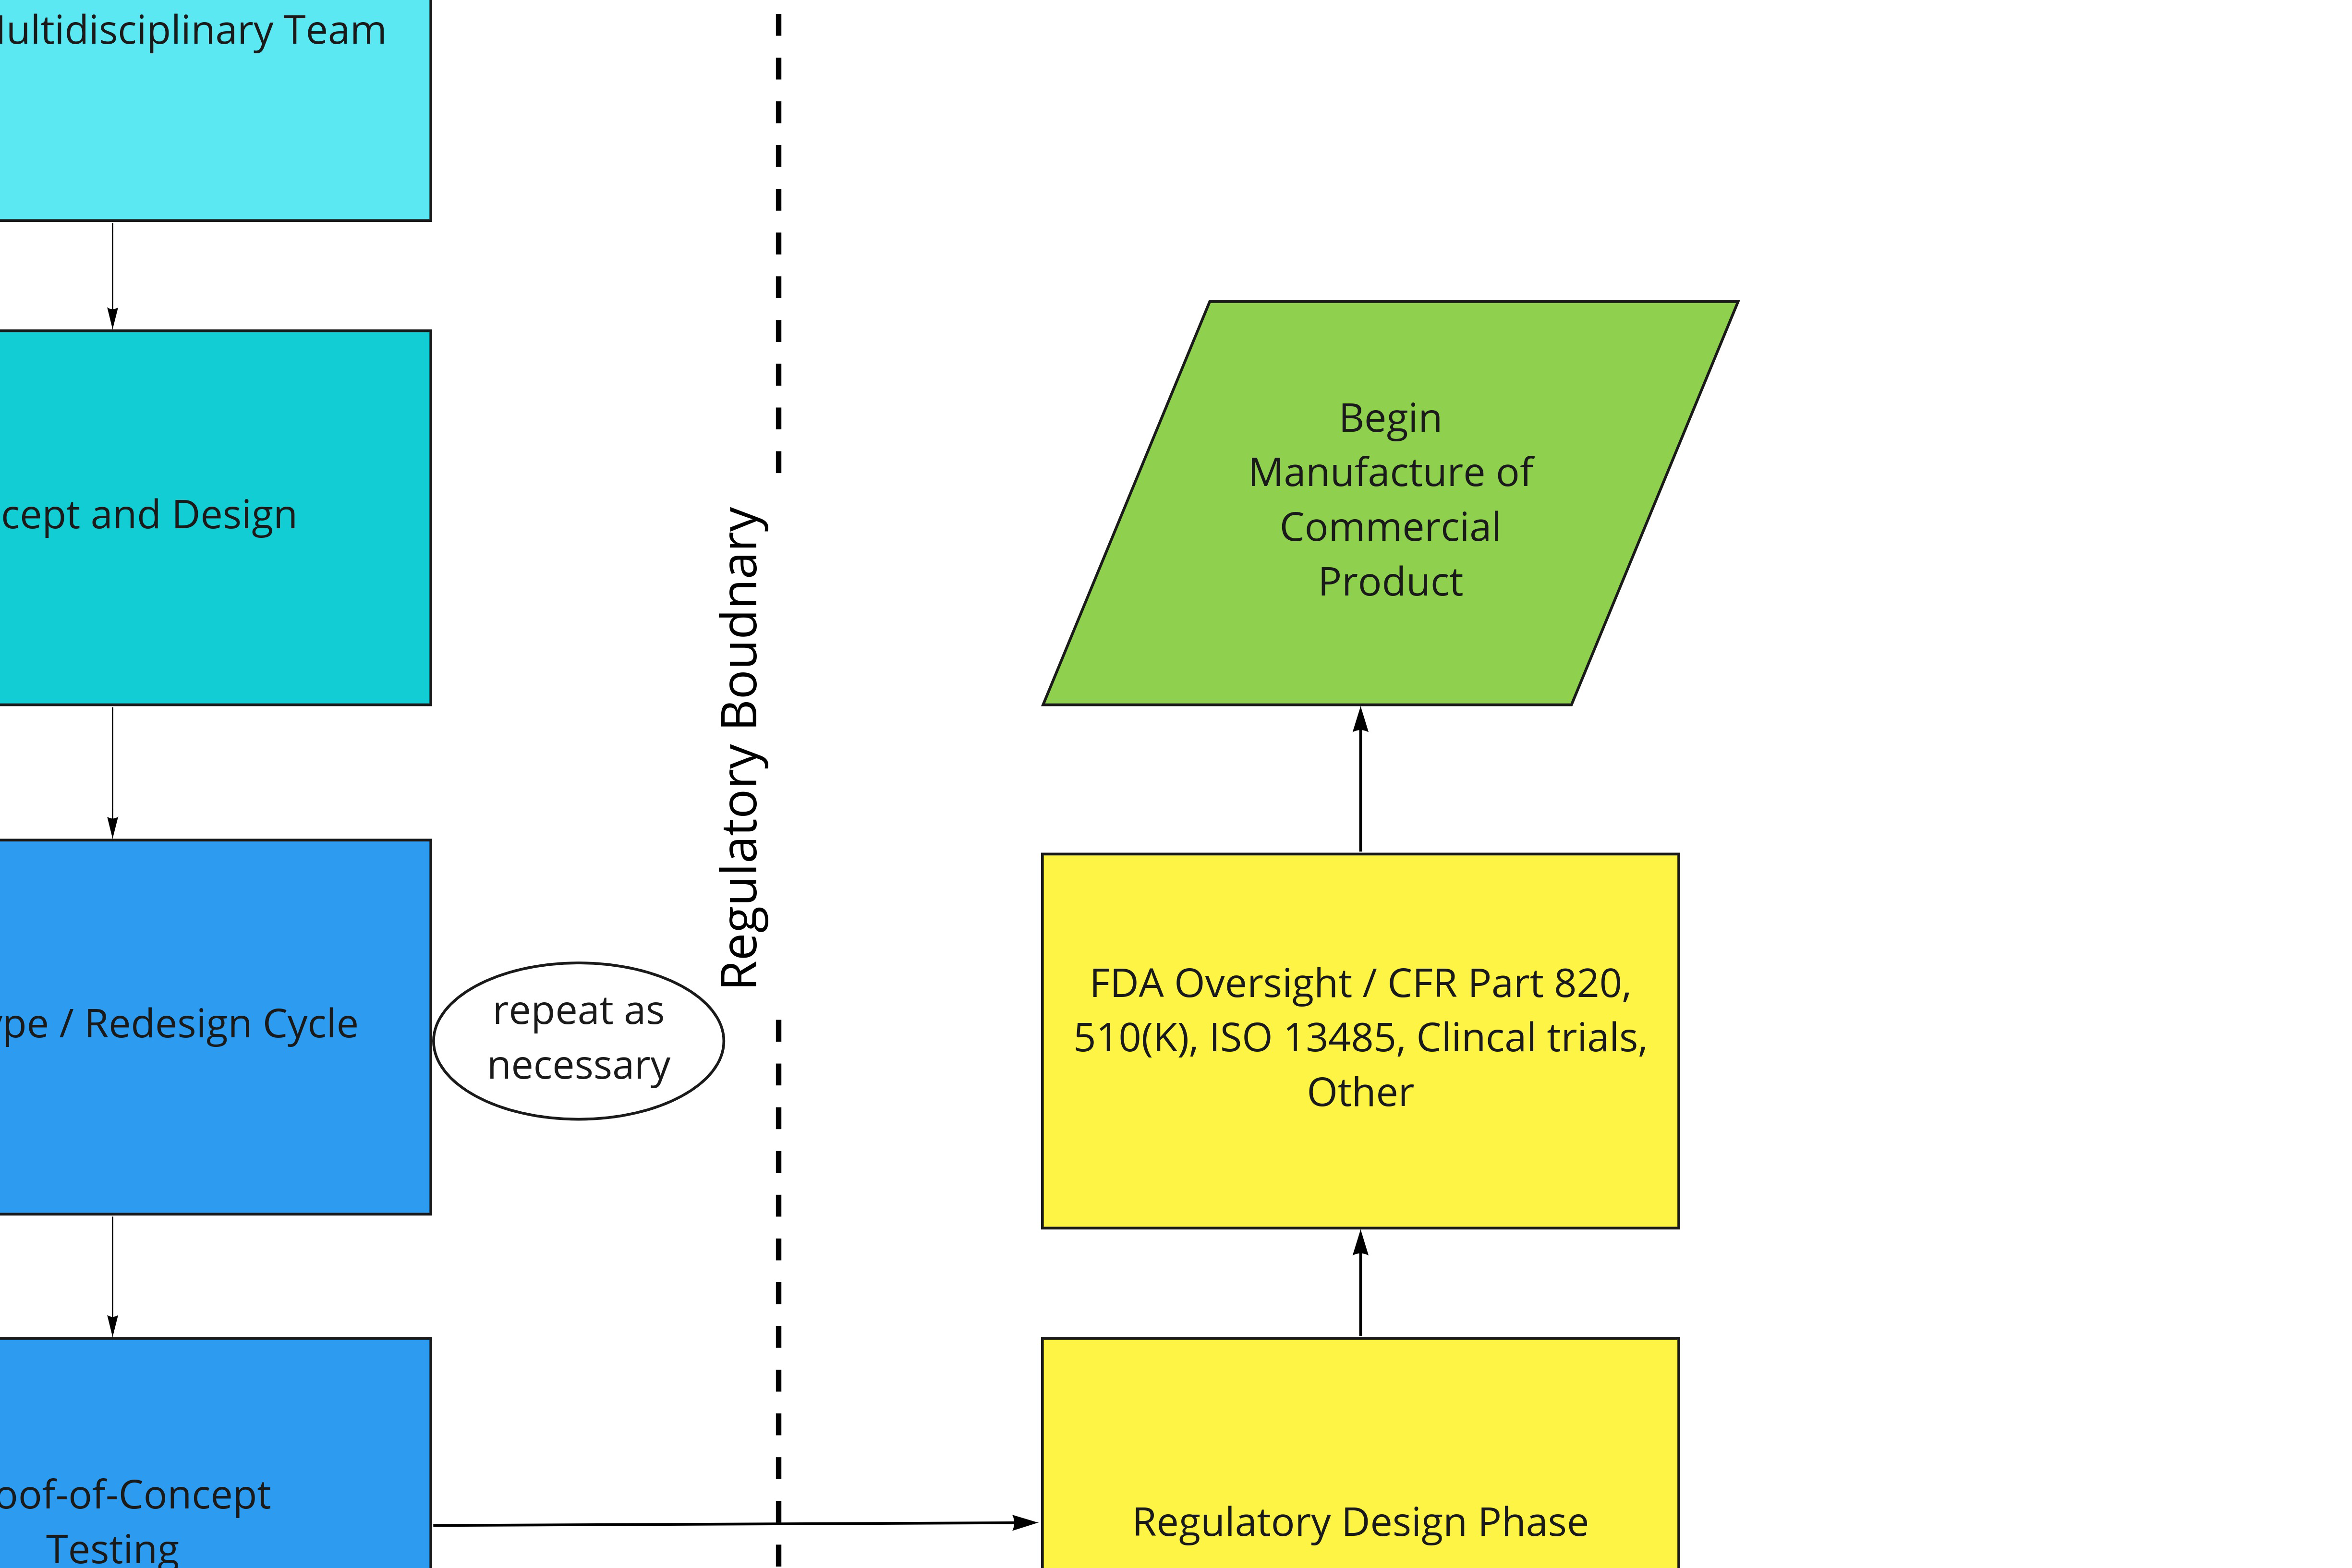 ultidisciplinary Team
cept and Design
pe / Redesign Cycle
repeat as
necessary
oof-of-Concept
Testing
Regulatory Boudnary
Begin
Manufacture of
Commercial
Product
FDA Oversight / CFR Part 820,
510(K), ISO 13485, Clincal trials,
Other
Regulatory Design Phase